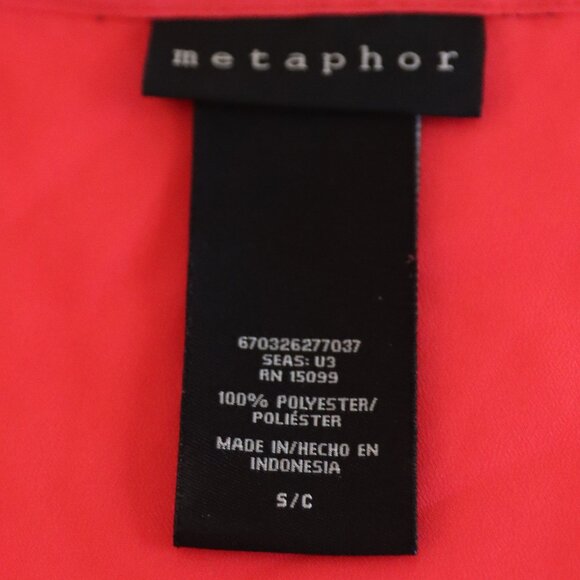 metaphor
670326277037
SEAS: U3
RN 15099
100% POLYESTER/
POLIÉSTER
MADE IN/HECHO EN
INDONESIA
S/C